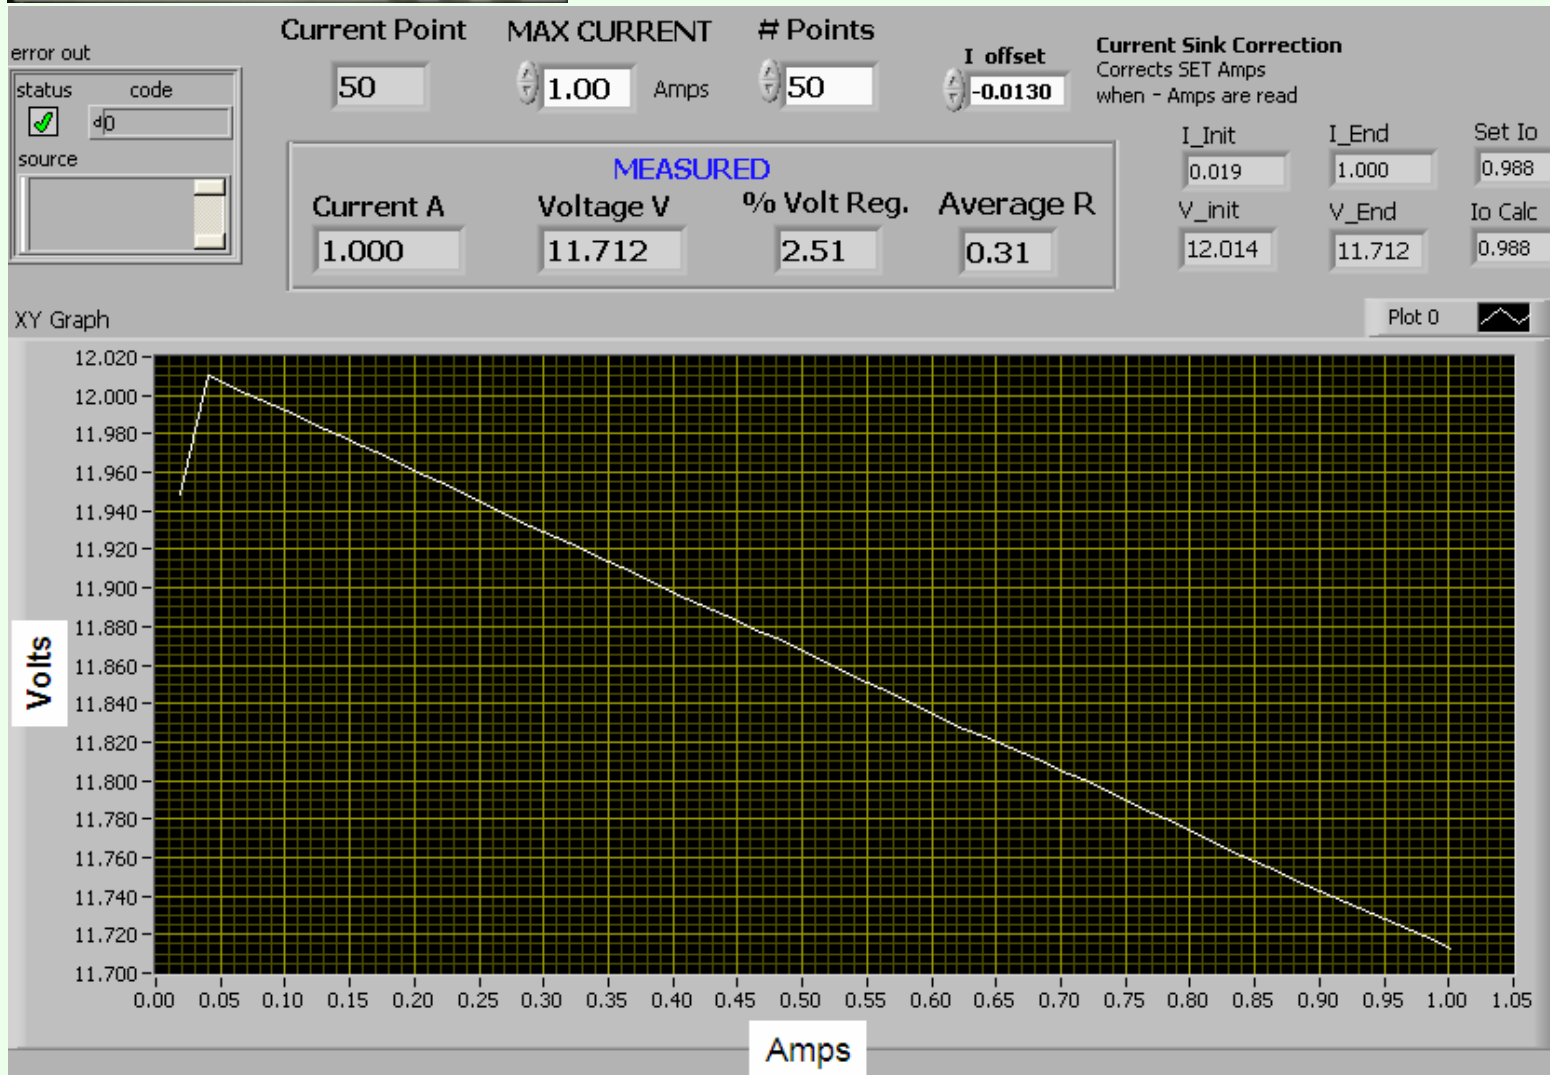 Current Point
MAX CURRENT
# Points
error out
status
code
d0
source
50
1.00
Amps
50
I offset
-0.0130
Current Sink Correction
Corrects SET Amps
when - Amps are read
MEASURED
Current A
Voltage V
% Volt Reg.
Average R
1.000
11.712
2.51
0.31
I_Init
I_End
Set Io
0.019
1.000
0.988
V_init
V_End
Io Calc
12.014
11.712
0.988
XY Graph
Plot 0
12.020
12.000
11.980
11.960
11.940
11.920
11.900
11.880
11.860
11.840
11.820
11.800
11.780
11.760
11.740
11.720
11.700
Volts
0.00 0.05 0.10 0.15 0.20 0.25 0.30 0.35 0.40 0.45 0.50 0.55 0.60 0.65 0.70 0.75 0.80 0.85 0.90 0.95 1.00 1.05
Amps